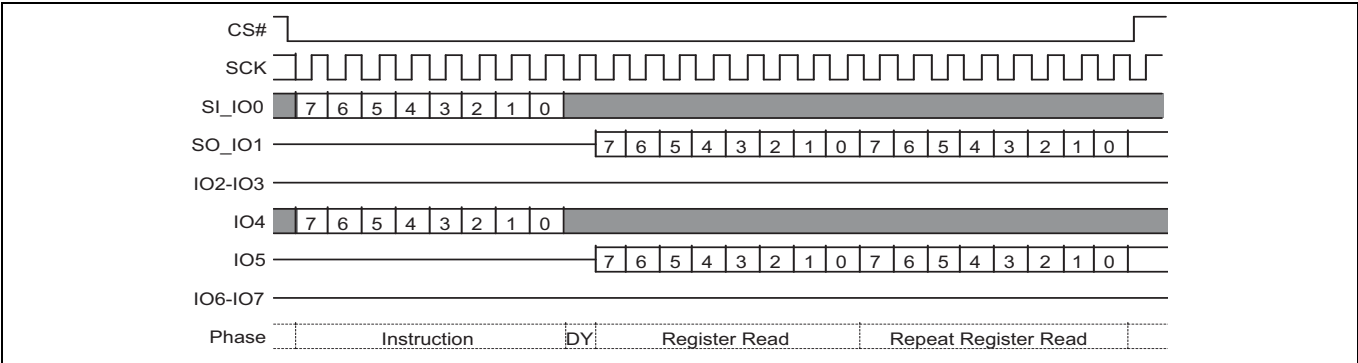 CS#
SCK
SI_IO0 7 6 5 4 3 2 1 0
SO_IO1 7 6 5 4 3 2 1 0 7 6 5 4 3 2 1 0
IO2-IO3
IO4 7 6 5 4 3 2 1 0
IO5 7 6 5 4 3 2 1 0 7 6 5 4 3 2 1 0
IO6-IO7
Phase Instruction DY Register Read Repeat Register Read